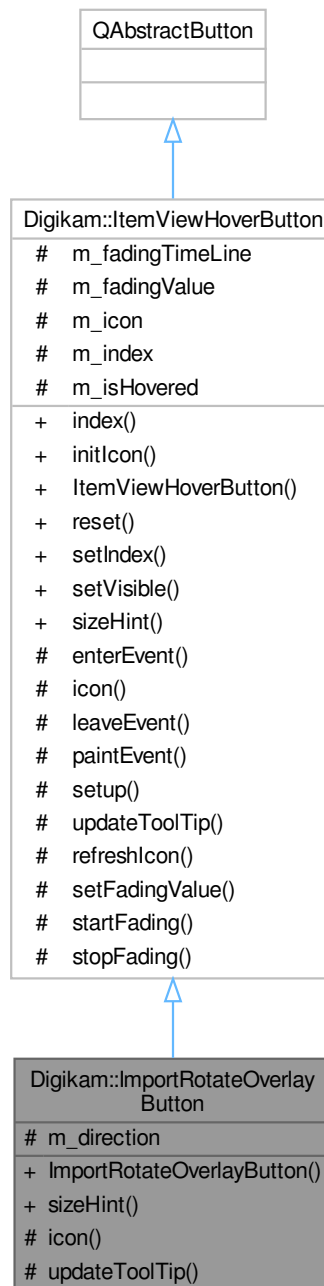 QAbstractButton
Digikam::ItemViewHoverButton
# m_fadingTimeLine
# m_fadingValue
# m_icon
# m_index
# m_isHovered
+ index()
+ initIcon()
+ ItemViewHoverButton()
+ reset()
+ setIndex()
+ setVisible()
+ sizeHint()
# enterEvent()
# icon()
# leaveEvent()
# paintEvent()
# setup()
# updateToolTip()
# refreshIcon()
# setFadingValue()
# startFading()
# stopFading()
Digikam::ImportRotateOverlay
Button
# m_direction
+ ImportRotateOverlayButton()
+ sizeHint()
# icon()
# updateToolTip()